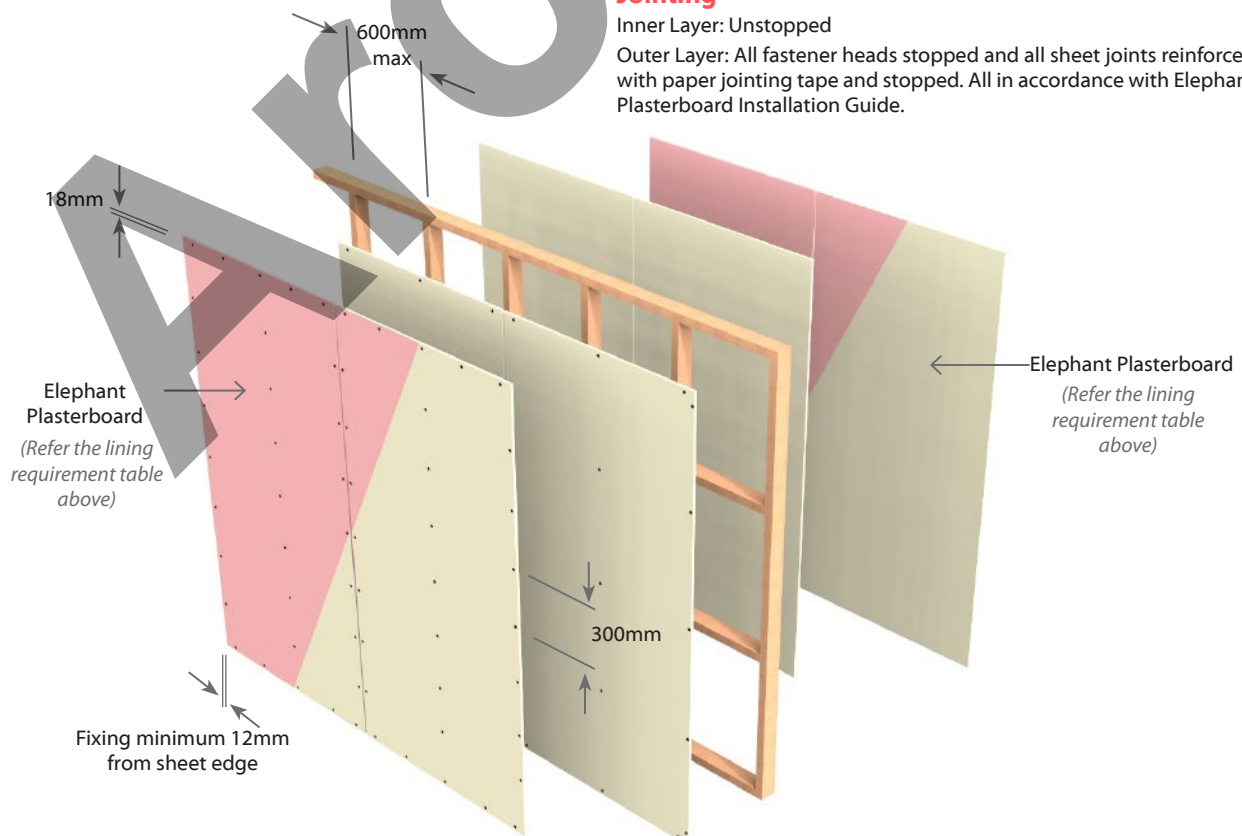 Jointing
Inner Layer: Unstopped
Outer Layer: All fastener heads stopped and all sheet joints reinforce
with paper jointing tape and stopped. All in accordance with Elephan
Plasterboard Installation Guide.
600mm
max
18mm
Elephant
Plasterboard
(Refer the lining
requirement table
above)
Elephant Plasterboard
(Refer the lining
requirement table
above)
300mm
Fixing minimum 12mm
from sheet edge